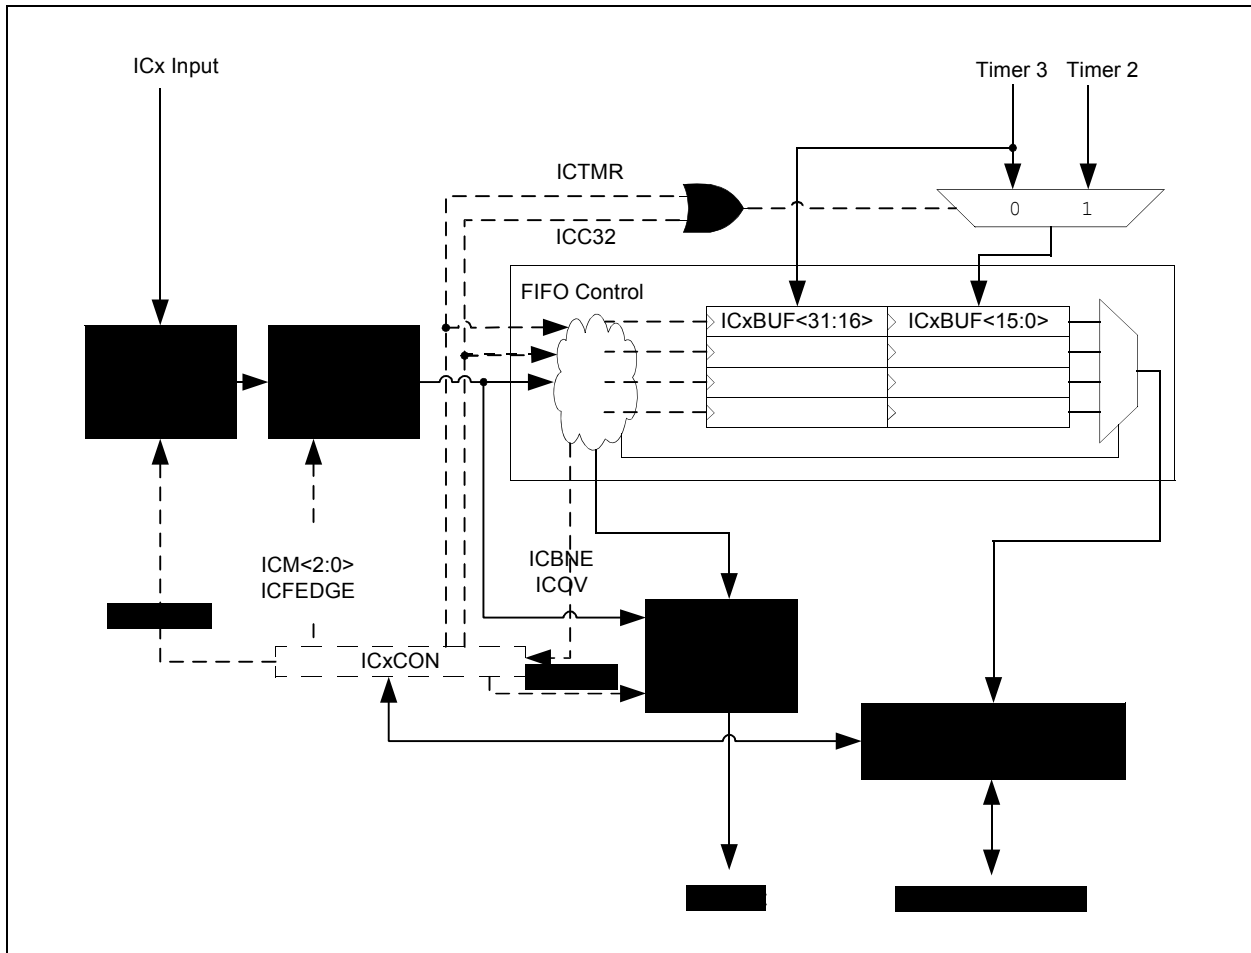 ICx Input
Timer 3 Timer 2
ICTMR
0 1
ICC32
FIFO Control
ICxBUF<31:16> ICxBUF<15:0>
ICM<2:0>
ICFEDGE
ICBNE
ICOV
ICxCON